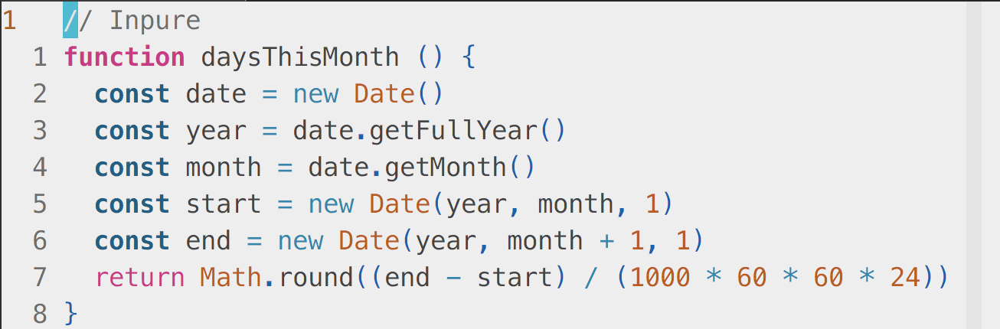 1 // Inpure
1 function daysThisMonth () {
2 const date = new Date()
3 const year = date.getFullYear()
4 const month = date.getMonth()
5 const start = new Date(year, month, 1)
6 const end = new Date(year, month + 1, 1)
7 return Math.round((end - start) / (1000 * 60 * 60 * 24))
8 }